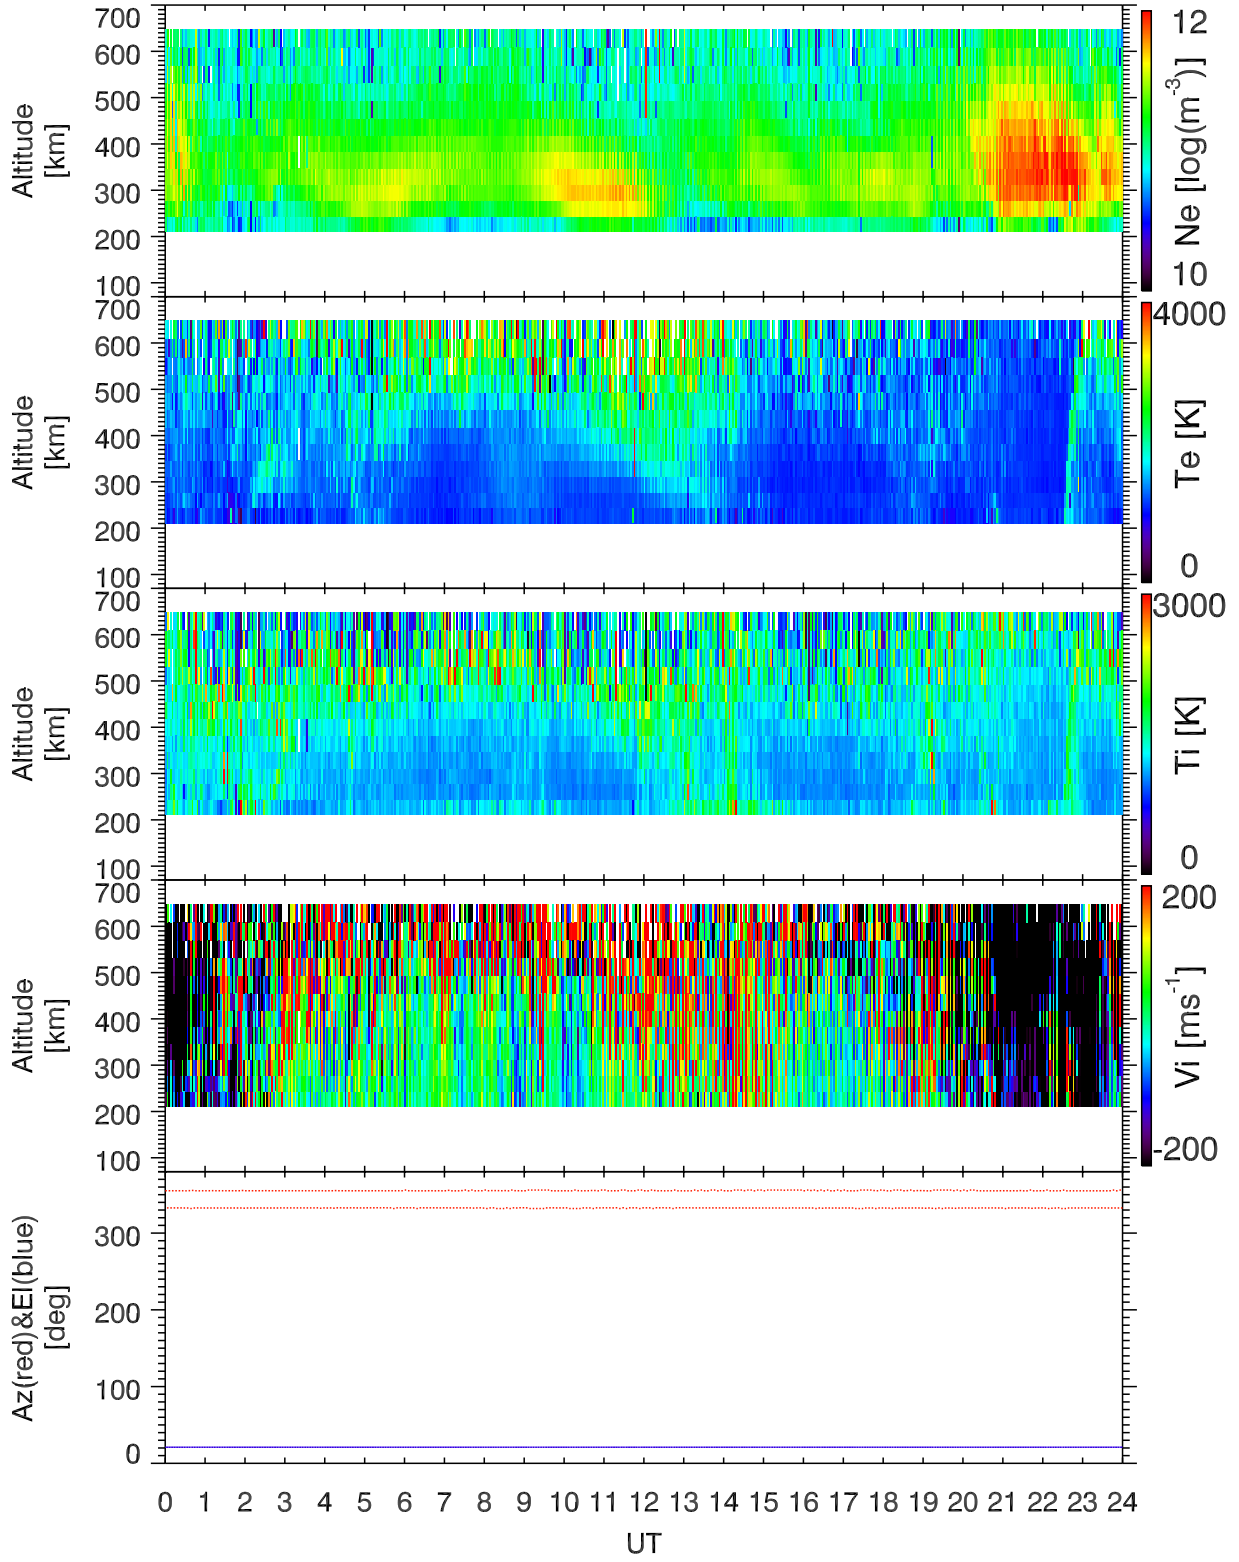 700
600
500
400
300
200
100
Altitude
[km]
12
Ne [log(m⁻³)]
10
700
600
500
400
300
200
100
Altitude
[km]
4000
Te [K]
0
700
600
500
400
300
200
100
Altitude
[km]
3000
Ti [K]
0
700
600
500
400
300
200
100
Altitude
[km]
200
Vi [ms⁻¹]
-200
300
200
100
0
Az(red)&El(blue)
[deg]
0 1 2 3 4 5 6 7 8 9 10 11 12 13 14 15 16 17 18 19 20 21 22 23 24
UT